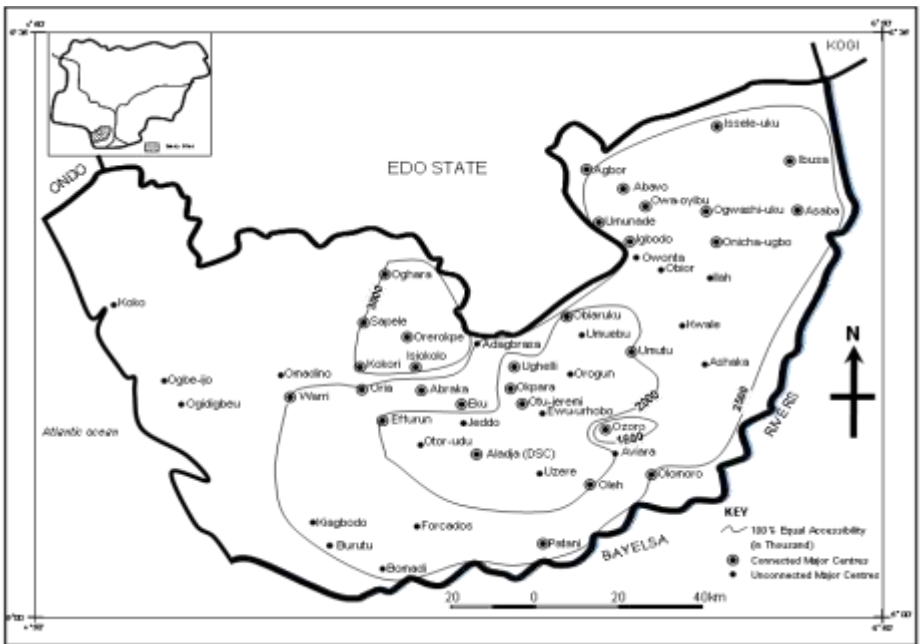 KOGI
EDO STATE
ONDO
Issele-uku
Ibusa
Agbor
Abavo
Owa-oyibu
Ogwashi-uku
Asaba
Umunade
Igbodo
Onicha-ugbo
Owonta
Obior
Illah
Oghara
3000
Koko
Sapele
Orerokpe
Isiokolo
Kokori
Adagbrasa
Obiaruku
Umuebu
Umutu
Kwale
Ashaka
N
Ogbe-ijo
Omadino
Ogidigbeu
Warri
Oria
Abraka
Eku
Ughelli
Okpara
Otu-jeremi
Orogun
Ewu-urhobo
2000
2500
Atlantic ocean
Effurun
Jeddo
Otor-udu
Aladja (DSC)
Ozoro
Aviara
Uzere
Oleh
Olomoro
RIVERS
Kiagbodo
Forcados
Burutu
Bomadi
Patani
BAYELSA
KEY
100% Equal Accessibility
(in Thousand)
Connected Major Centres
Unconnected Major Centres
20 0 20 40km